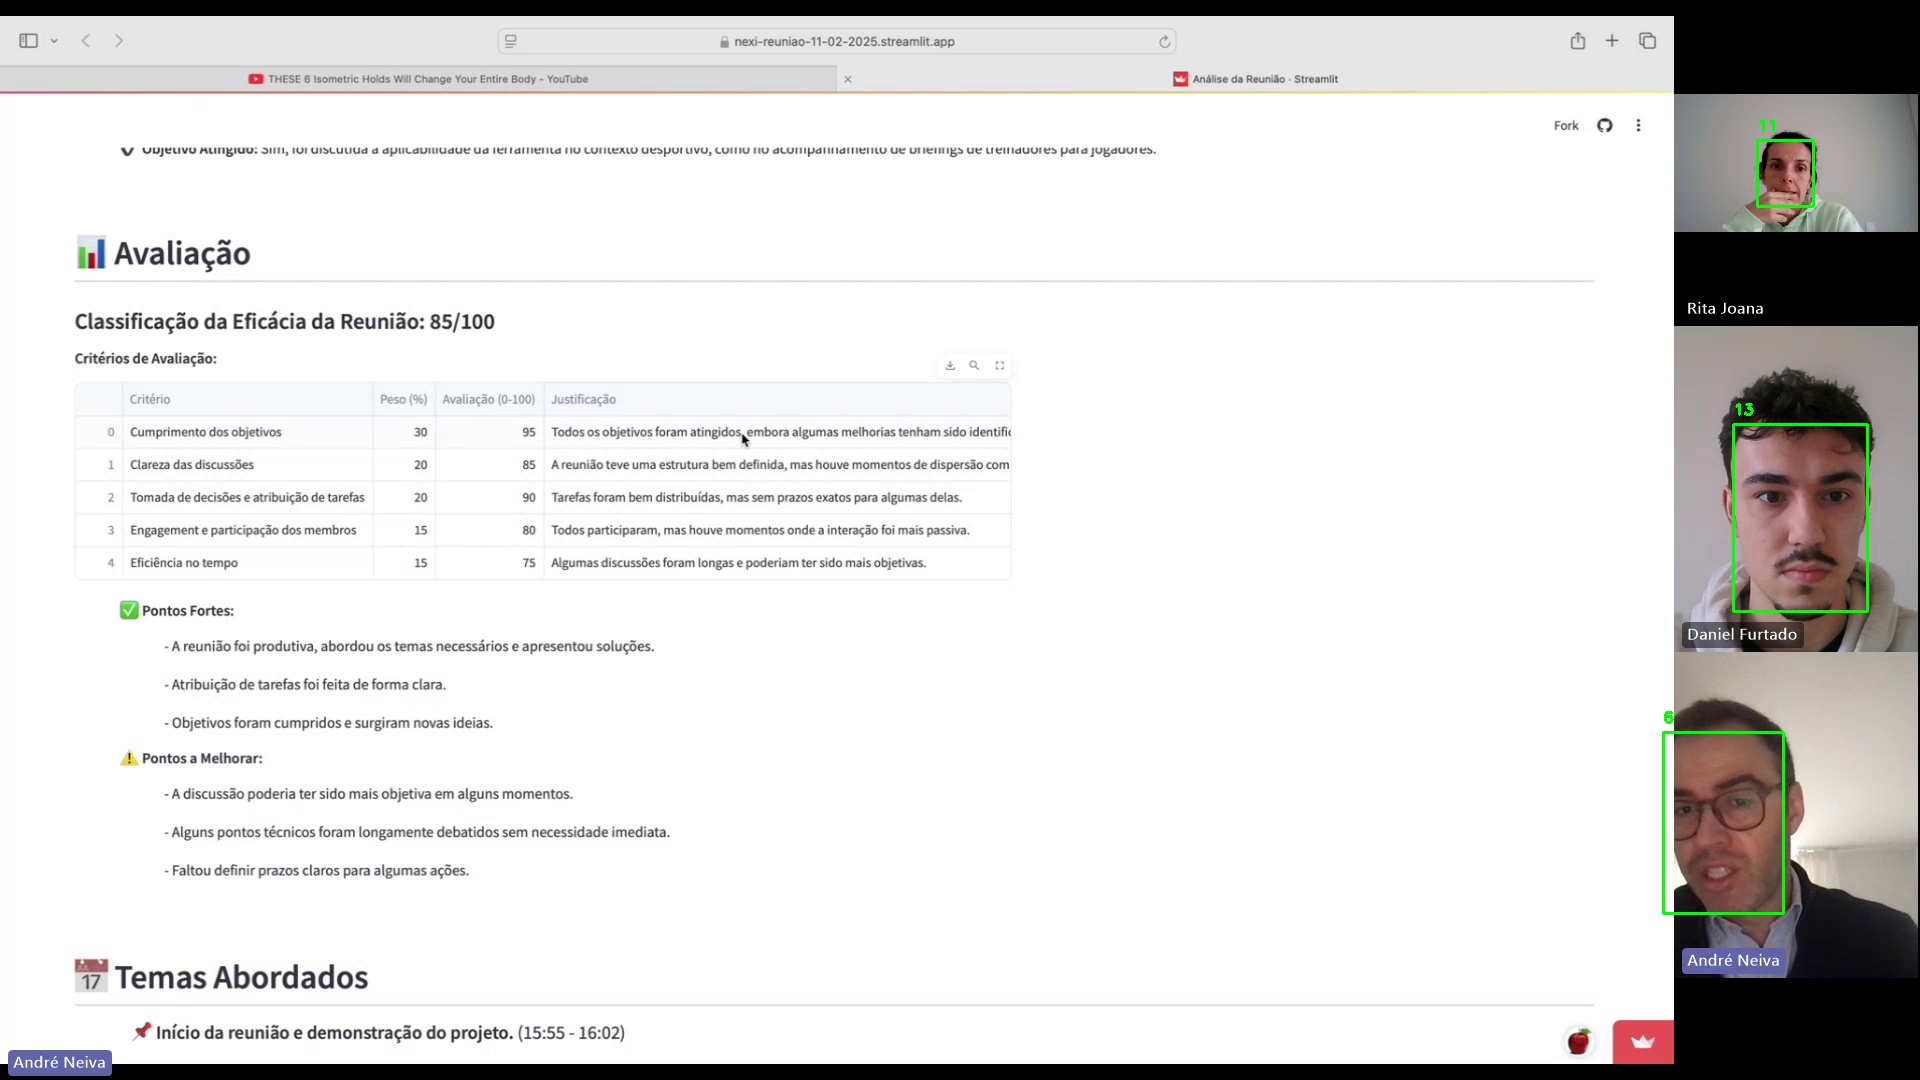 nexi-reuniao-11-02-2025.streamlit.app
THESE 6 Isometric Holds Will Change Your Entire Body - YouTube
Análise da Reunião · Streamlit
Fork
Objetivo Atingido: Sim, foi discutida a aplicabilidade da ferramenta no contexto desportivo, como no acompanhamento de briefings de treinadores para jogadores.
Avaliação
Classificação da Eficácia da Reunião: 85/100
Critérios de Avaliação:
Critério Peso (%) Avaliação (0-100) Justificação
0 Cumprimento dos objetivos 30 95 Todos os objetivos foram atingidos, embora algumas melhorias tenham sido identific
1 Clareza das discussões 20 85 A reunião teve uma estrutura bem definida, mas houve momentos de dispersão com
2 Tomada de decisões e atribuição de tarefas 20 90 Tarefas foram bem distribuídas, mas sem prazos exatos para algumas delas.
3 Engagement e participação dos membros 15 80 Todos participaram, mas houve momentos onde a interação foi mais passiva.
4 Eficiência no tempo 15 75 Algumas discussões foram longas e poderiam ter sido mais objetivas.
Pontos Fortes:
- A reunião foi produtiva, abordou os temas necessários e apresentou soluções.
- Atribuição de tarefas foi feita de forma clara.
- Objetivos foram cumpridos e surgiram novas ideias.
Pontos a Melhorar:
- A discussão poderia ter sido mais objetiva em alguns momentos.
- Alguns pontos técnicos foram longamente debatidos sem necessidade imediata.
- Faltou definir prazos claros para algumas ações.
17 Temas Abordados
Início da reunião e demonstração do projeto. (15:55 - 16:02)
André Neiva
11
Rita Joana
13
Daniel Furtado
6
André Neiva